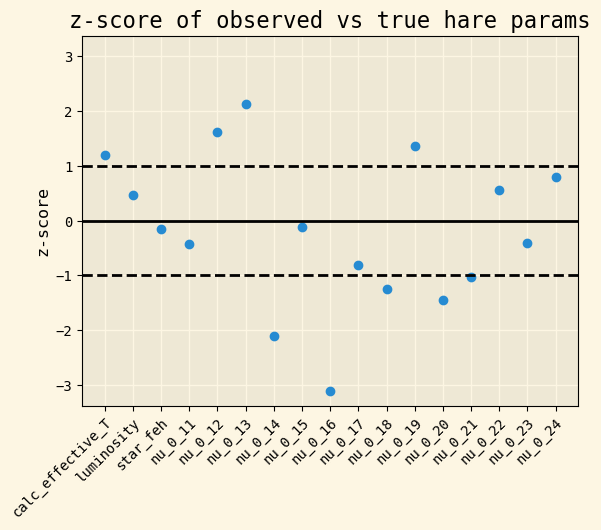 z-score of observed vs true hare params
z-score
3
2
1
0
−1
−2
−3
calc_effective_T
luminosity
star_feh
nu_0_11
nu_0_12
nu_0_13
nu_0_14
nu_0_15
nu_0_16
nu_0_17
nu_0_18
nu_0_19
nu_0_20
nu_0_21
nu_0_22
nu_0_23
nu_0_24